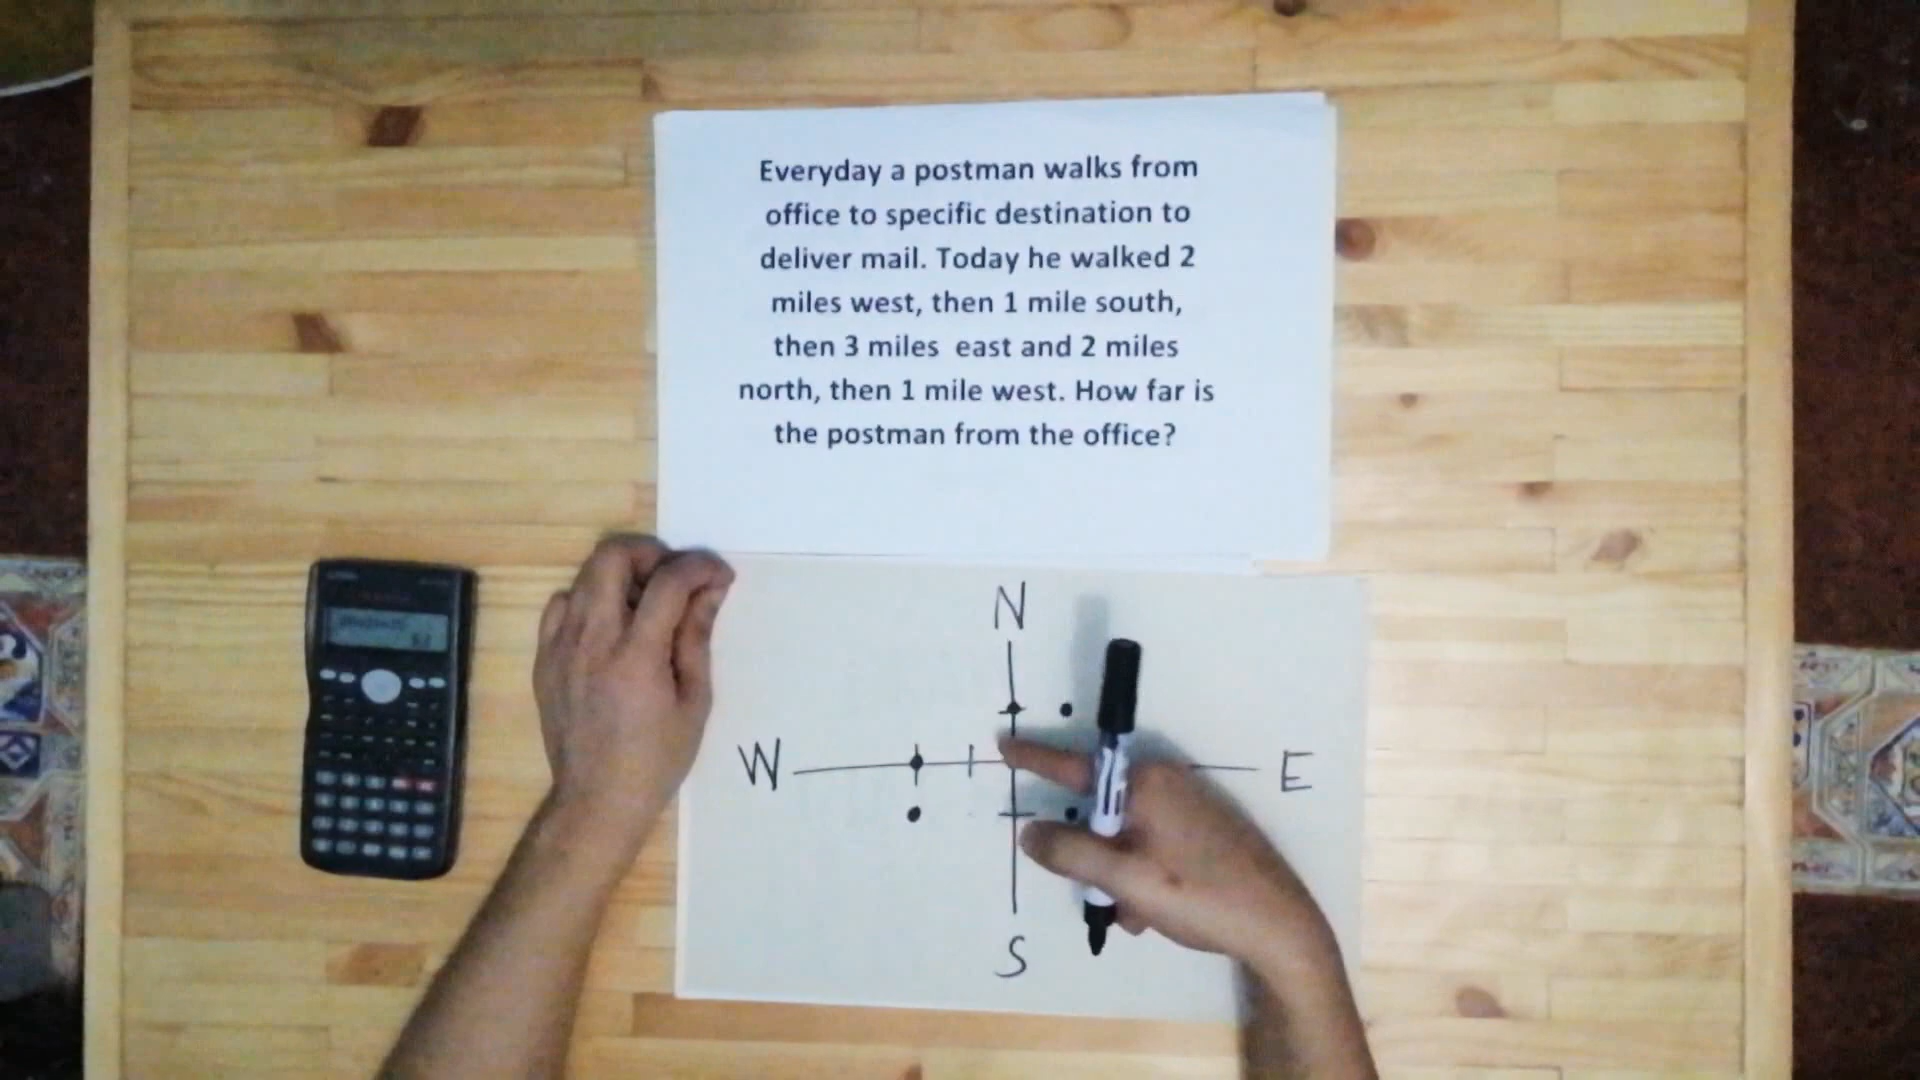 Everyday a postman walks from
office to specific destination to
deliver mail. Today he walked 2
miles west, then 1 mile south,
then 3 miles  east and 2 miles
north, then 1 mile west. How far is
the postman from the office?
N
W
E
S